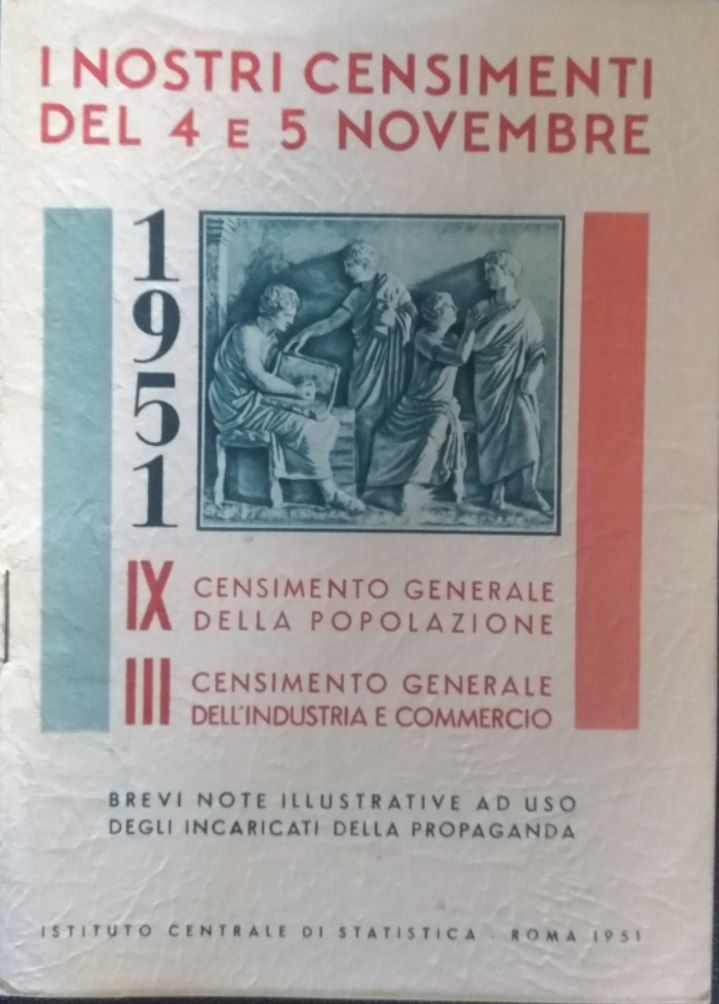 I NOSTRI CENSIMENTI
DEL 4 E 5 NOVEMBRE
1951
IX CENSIMENTO GENERALE
DELLA POPOLAZIONE
III CENSIMENTO GENERALE
DELL'INDUSTRIA E COMMERCIO
BREVI NOTE ILLUSTRATIVE AD USO
DEGLI INCARICATI DELLA PROPAGANDA
ISTITUTO CENTRALE DI STATISTICA - ROMA 1951